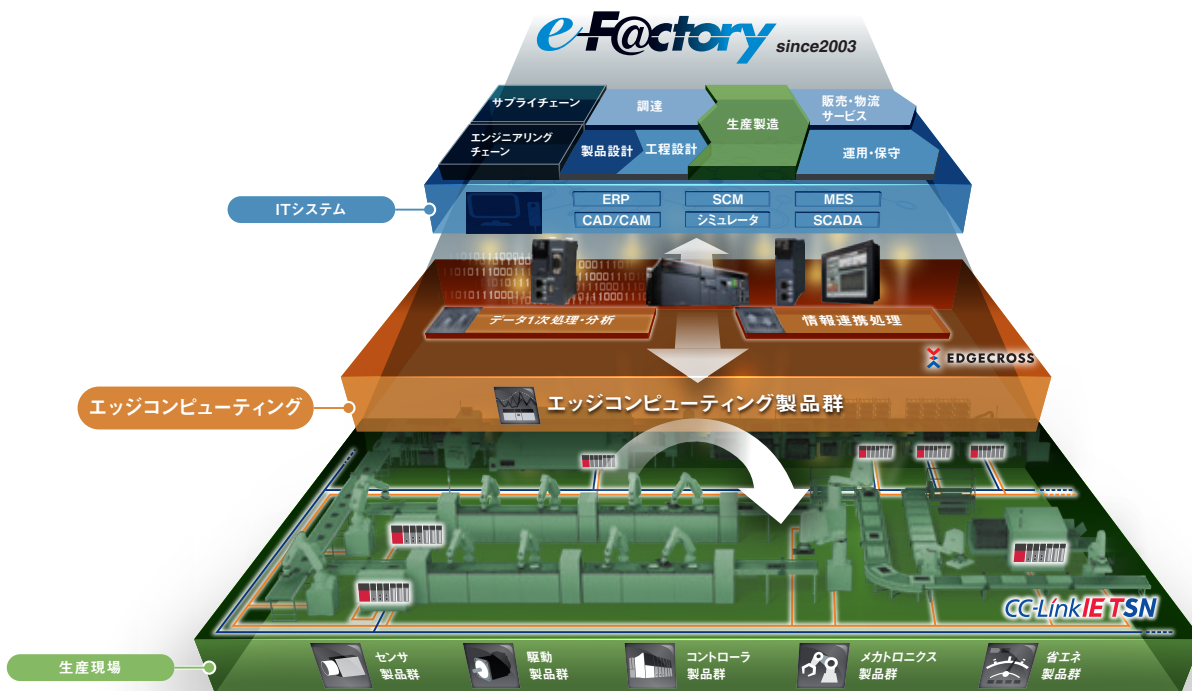 e-F@ctory since2003
サプライチェーン
調達
生産製造
販売・物流
サービス
エンジニアリング
チェーン
製品設計
工程設計
運用・保守
ITシステム
ERP
SCM
MES
CAD/CAM
シミュレータ
SCADA
データ1次処理・分析
情報連携処理
EDGECROSS
エッジコンピューティング
エッジコンピューティング製品群
CC-Link IE TSN
生産現場
センサ
製品群
駆動
製品群
コントローラ
製品群
メカトロニクス
製品群
省エネ
製品群